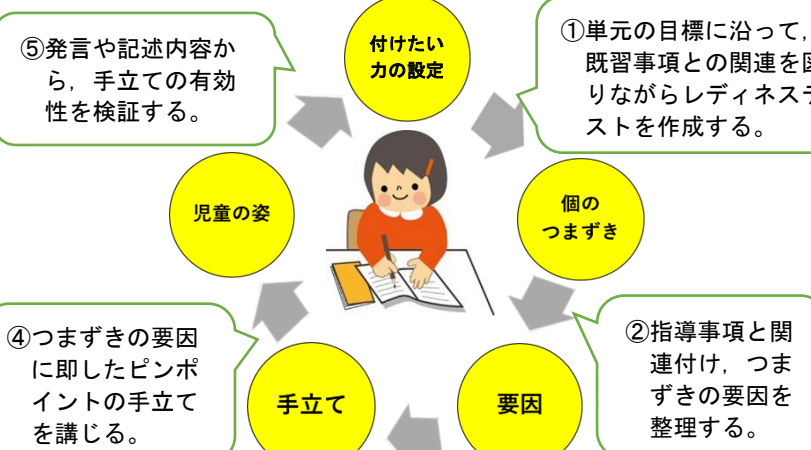 ⑤発言や記述内容か
ら，手立ての有効
性を検証する。
付けたい
力の設定
①単元の目標に沿って，
既習事項との関連を図
りながらレディネステ
ストを作成する。
児童の姿
個の
つまずき
④つまずきの要因
に即したピンポ
イントの手立て
を講じる。
手立て
要因
②指導事項と関
連付け，つま
ずきの要因を
整理する。